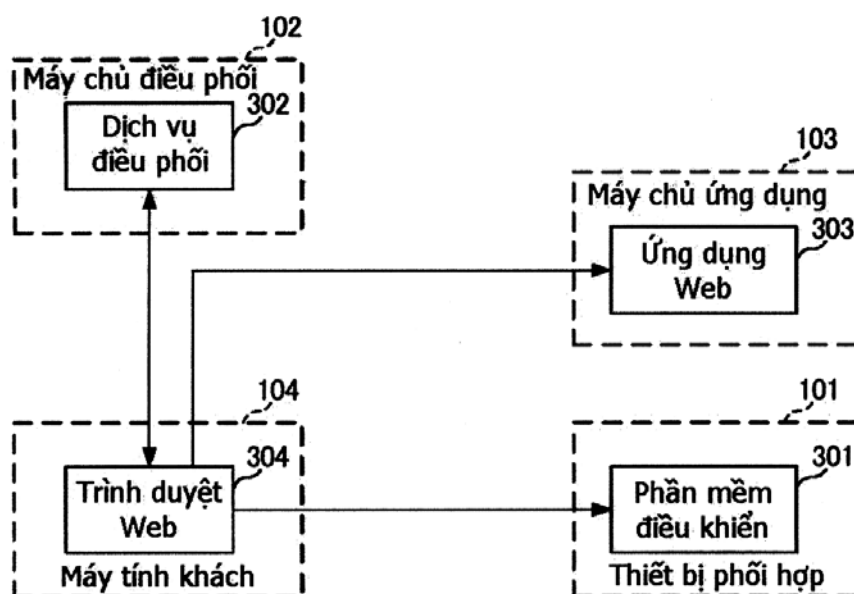 102
Máy chủ điều phối
302
Dịch vụ
điều phối
103
Máy chủ ứng dụng
303
Ứng dụng
Web
104
304
Trình duyệt
Web
Máy tính khách
101
301
Phần mềm
điều khiển
Thiết bị phối hợp